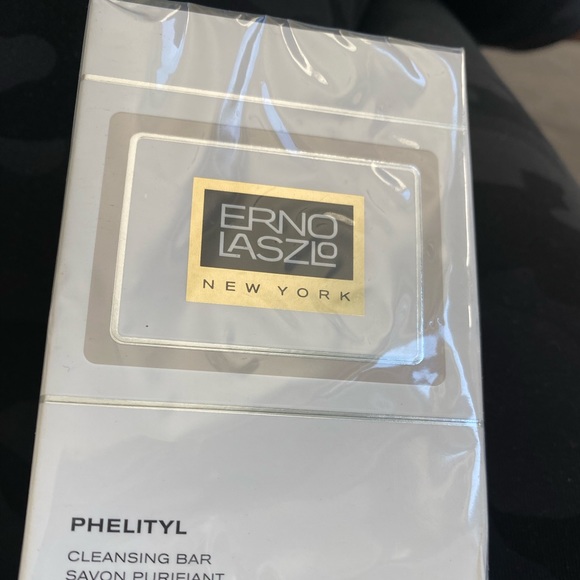 ERNO
LASZLO
NEW YORK
PHELITYL
CLEANSING BAR
SAVON PURIFIANT